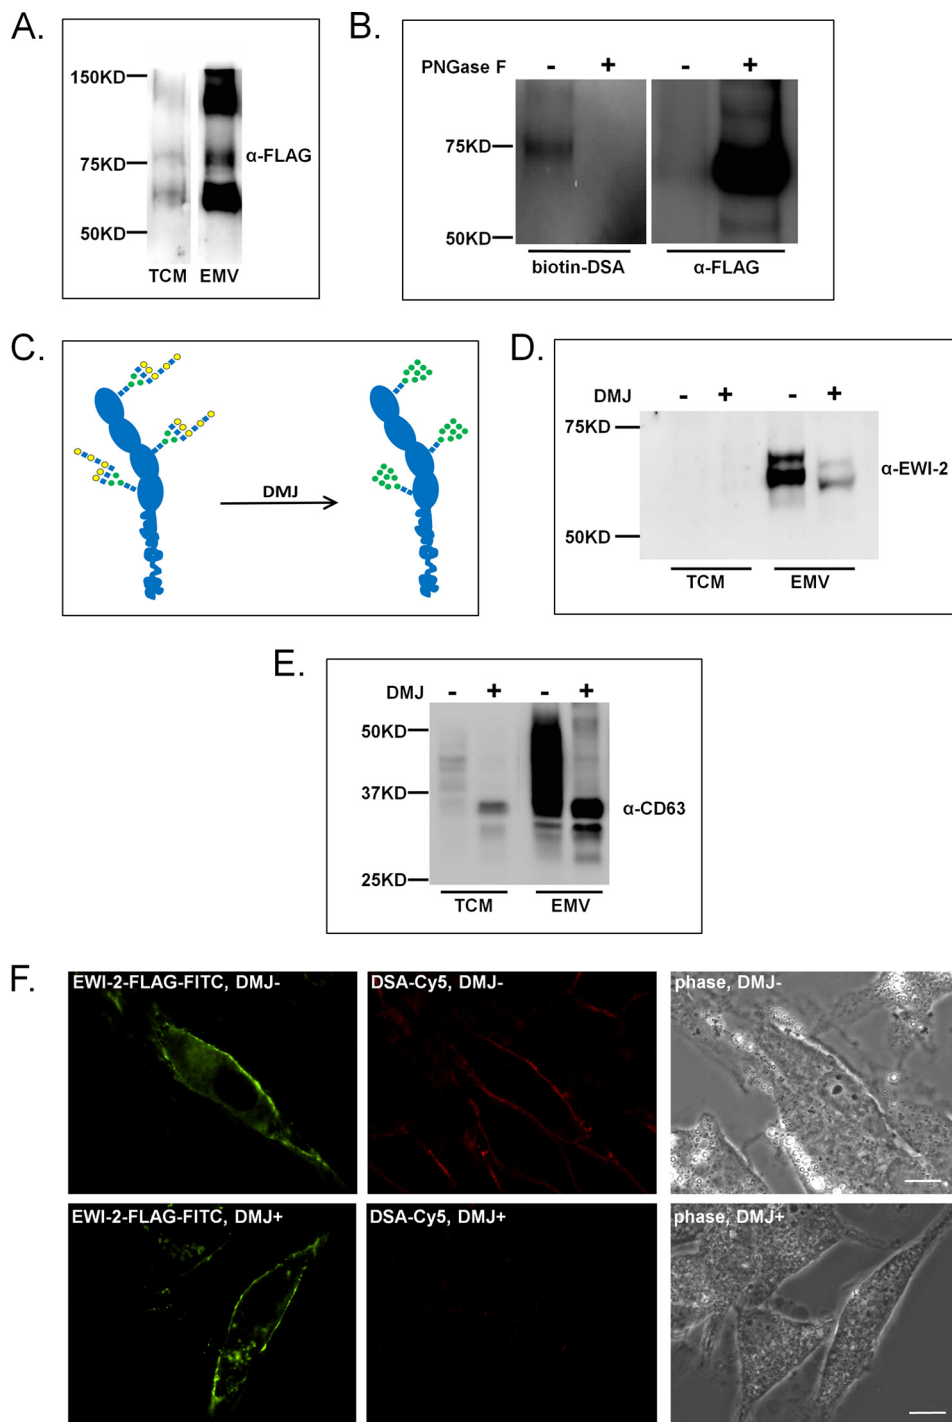 A.
150KD
75KD
α-FLAG
50KD
TCM EMV
B.
PNGase F - + - +
75KD
50KD
biotin-DSA α-FLAG
C.
DMJ
D.
DMJ - + - +
75KD
α-EWI-2
50KD
TCM EMV
E.
DMJ - + - +
50KD
37KD
α-CD63
25KD
TCM EMV
F.
EWI-2-FLAG-FITC, DMJ- DSA-Cy5, DMJ- phase, DMJ-
EWI-2-FLAG-FITC, DMJ+ DSA-Cy5, DMJ+ phase, DMJ+